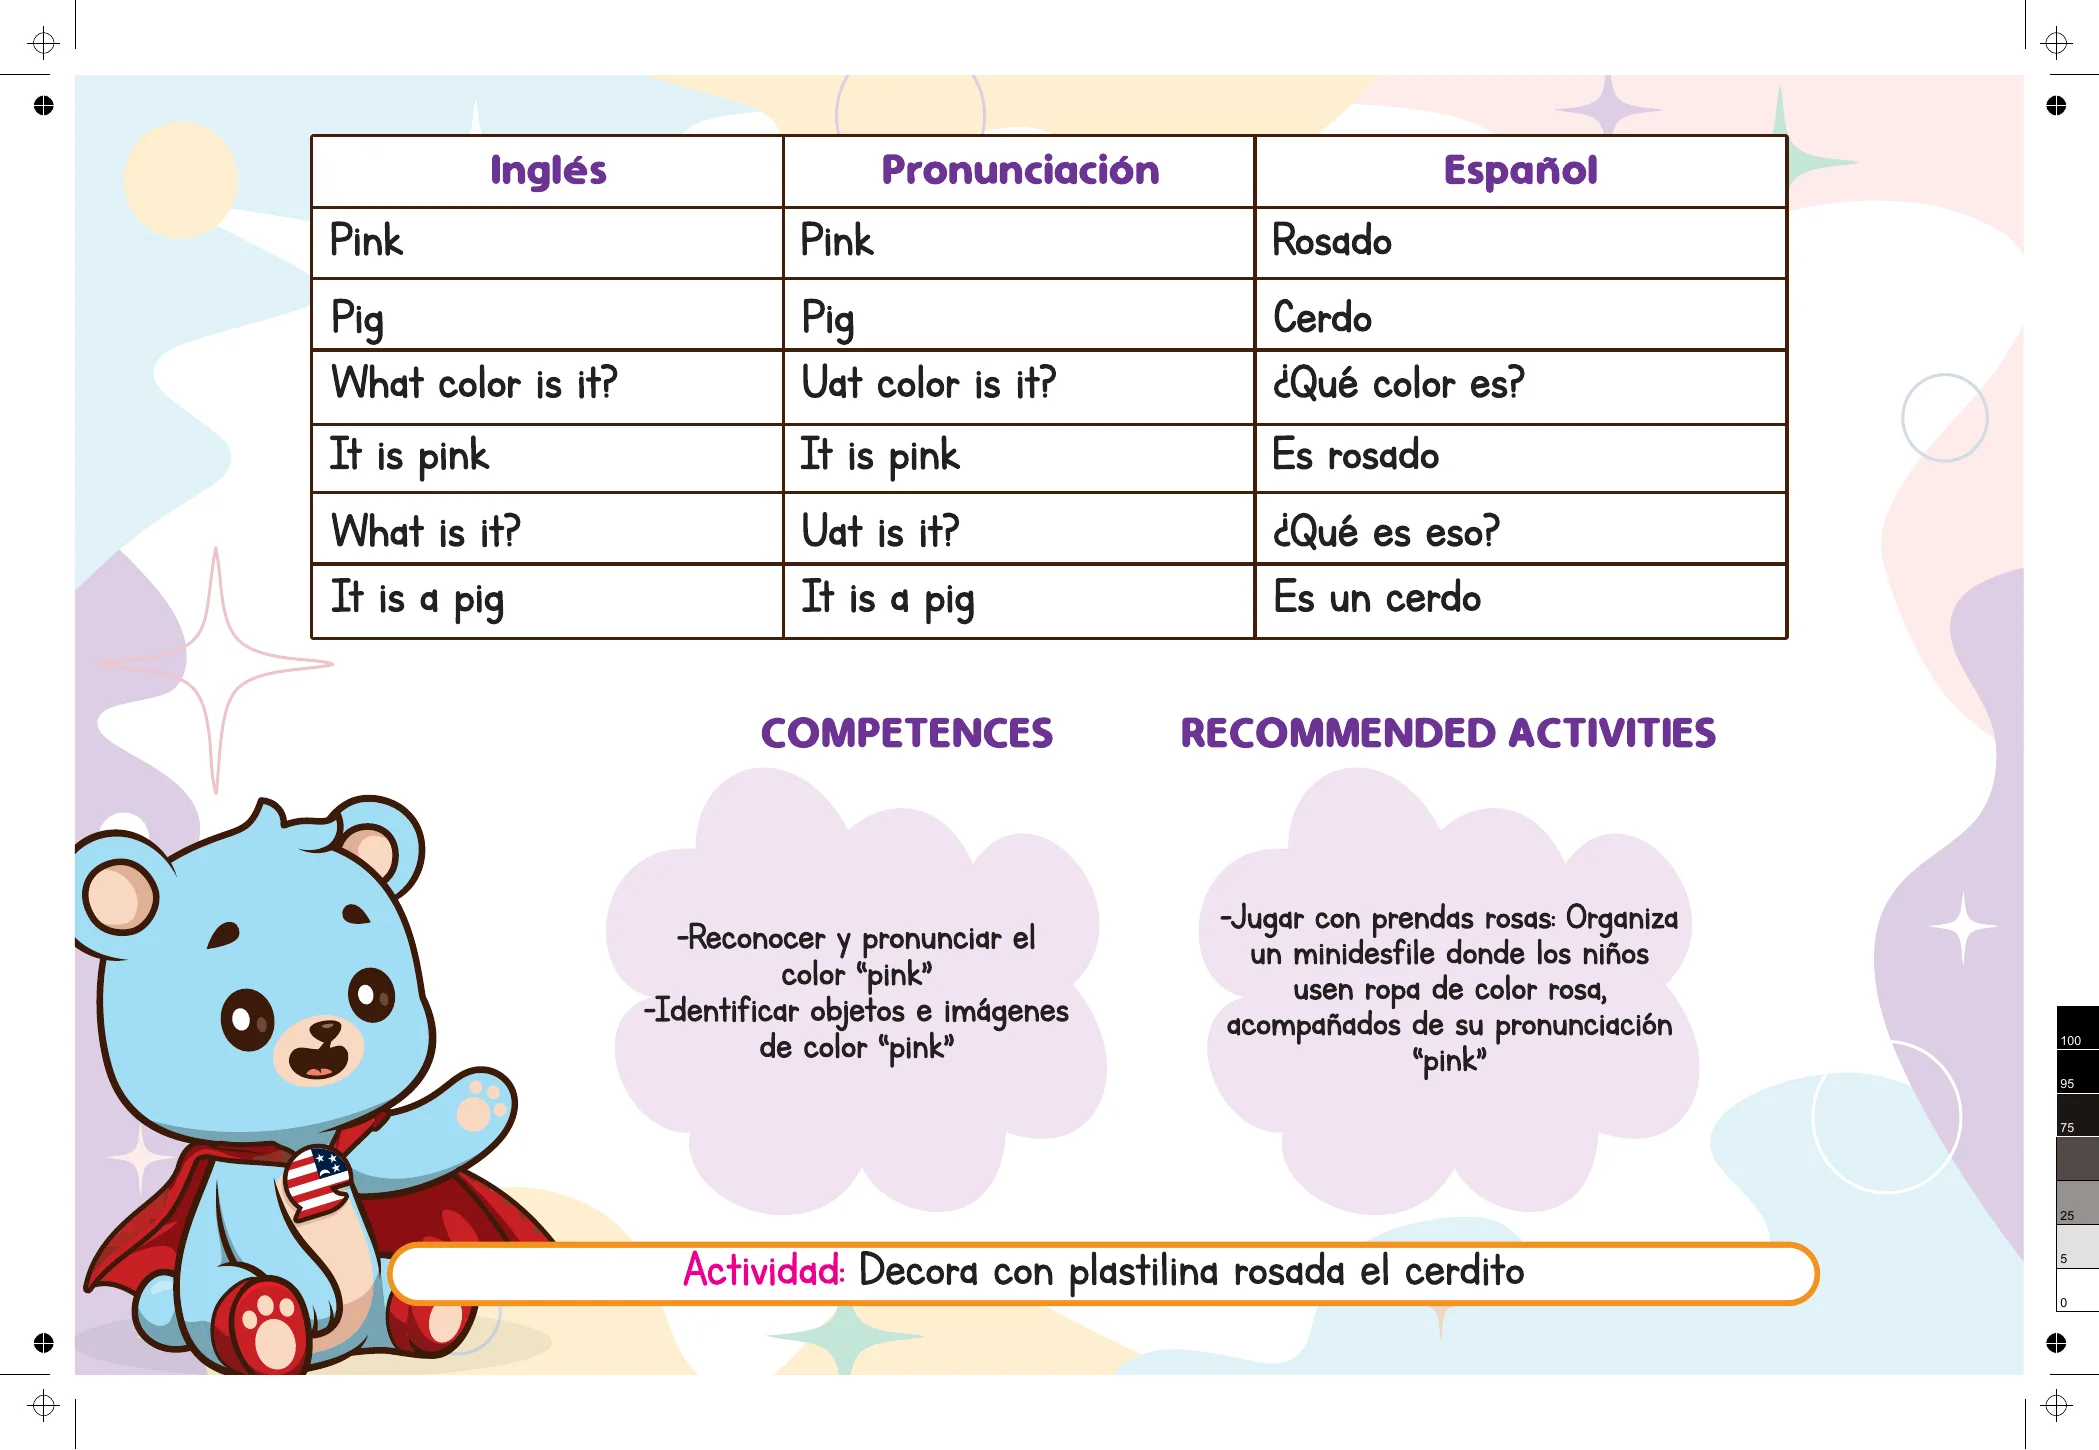 Inglés Pronunciación Español
Pink Pink Rosado
Pig Pig Cerdo
What color is it? Uat color is it? ¿Qué color es?
It is pink It is pink Es rosado
What is it? Uat is it? ¿Qué es eso?
It is a pig It is a pig Es un cerdo
COMPETENCES
-Reconocer y pronunciar el
color “pink”
-Identificar objetos e imágenes
de color “pink”
RECOMMENDED ACTIVITIES
-Jugar con prendas rosas: Organiza
un minidesfile donde los niños
usen ropa de color rosa,
acompañados de su pronunciación
“pink”
Actividad: Decora con plastilina rosada el cerdito
100
95
75
25
5
0